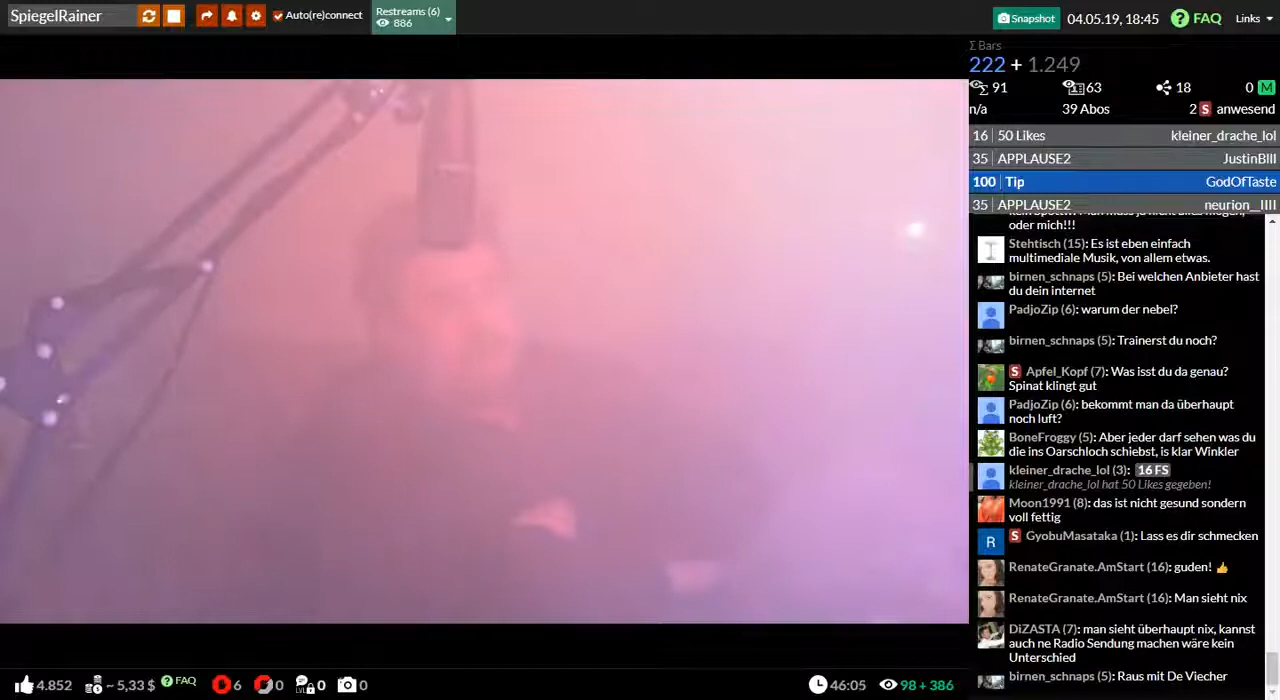 SpiegelRainer
Auto(re)connect
Restreams (6)
886
Snapshot
04.05.19, 18:45
FAQ
Links
Σ Bars
222 + 1.249
91
63
18
0 M
n/a
39 Abos
2 S anwesend
16 50 Likes kleiner_drache_lol
35 APPLAUSE2 JustinBlll
100 Tip GodOfTaste
35 APPLAUSE2 neurion__IIII
oder mich!!!
Stehtisch (15): Es ist eben einfach
multimediale Musik, von allem etwas.
birnen_schnaps (5): Bei welchen Anbieter hast
du dein internet
PadjoZip (6): warum der nebel?
birnen_schnaps (5): Trainerst du noch?
S Apfel_Kopf (7): Was isst du da genau?
Spinat klingt gut
PadjoZip (6): bekommt man da überhaupt
noch luft?
BoneFroggy (5): Aber jeder darf sehen was du
die ins Oarschloch schiebst, is klar Winkler
kleiner_drache_lol (3): 16 FS
kleiner_drache_lol hat 50 Likes gegeben!
Moon1991 (8): das ist nicht gesund sondern
voll fettig
R
S GyobuMasataka (1): Lass es dir schmecken
RenateGranate.AmStart (16): guden! 👍
RenateGranate.AmStart (16): Man sieht nix
DiZASTA (7): man sieht überhaupt nix, kannst
auch ne Radio Sendung machen wäre kein
Unterschied
birnen_schnaps (5): Raus mit De Viecher
4.852
~ 5,33 $
FAQ
6
0
0
0
46:05
98 + 386